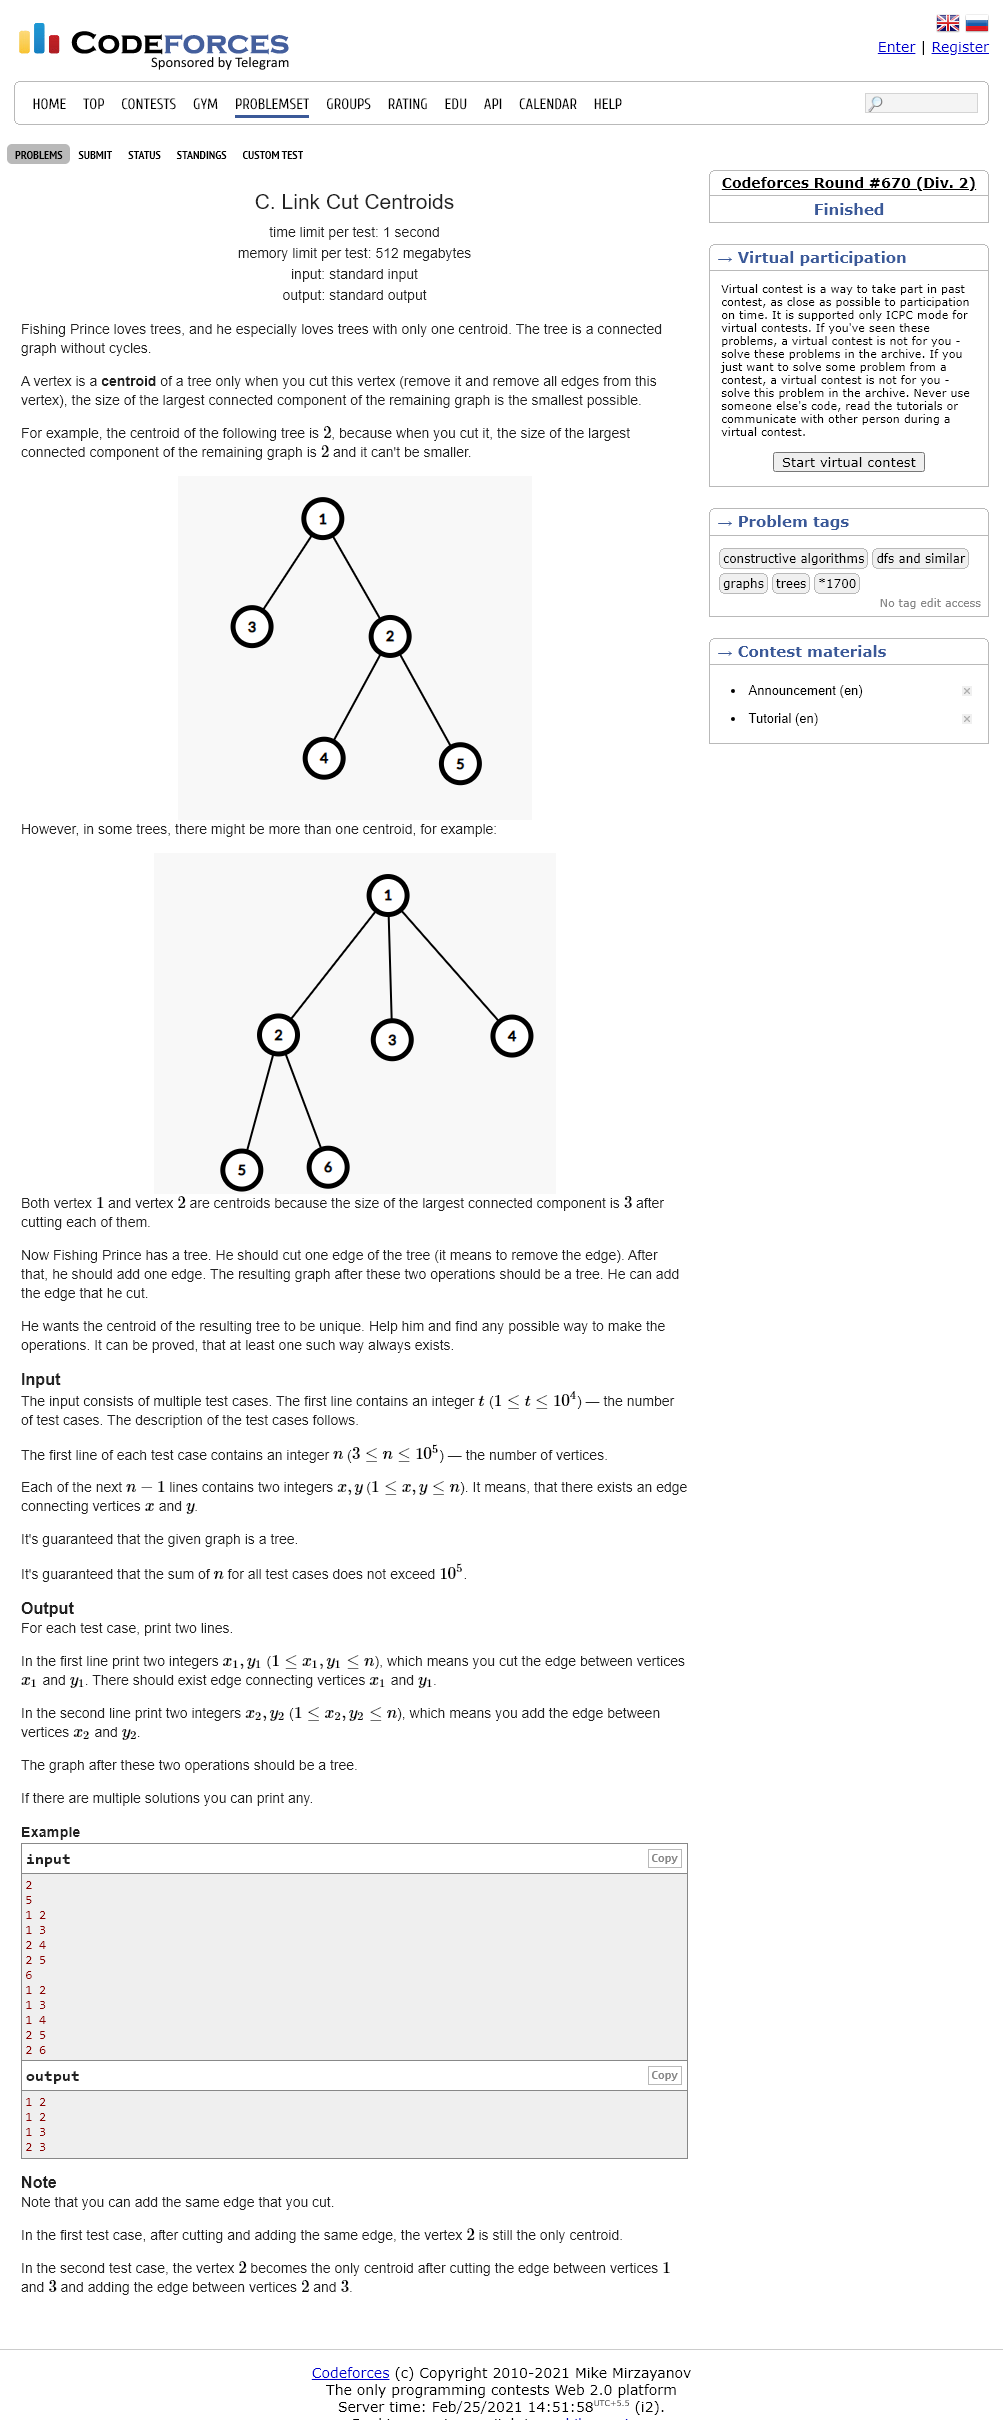 CODEFORCES
Sponsored by Telegram
Enter | Register
HOME TOP CONTESTS GYM PROBLEMSET GROUPS RATING EDU API CALENDAR HELP
PROBLEMS SUBMIT STATUS STANDINGS CUSTOM TEST
C. Link Cut Centroids
time limit per test: 1 second
memory limit per test: 512 megabytes
input: standard input
output: standard output
Fishing Prince loves trees, and he especially loves trees with only one centroid. The tree is a connected
graph without cycles.
A vertex is a centroid of a tree only when you cut this vertex (remove it and remove all edges from this
vertex), the size of the largest connected component of the remaining graph is the smallest possible.
For example, the centroid of the following tree is 2, because when you cut it, the size of the largest
connected component of the remaining graph is 2 and it can't be smaller.
1
3
2
4
5
However, in some trees, there might be more than one centroid, for example:
1
2
3
4
5
6
Both vertex 1 and vertex 2 are centroids because the size of the largest connected component is 3 after
cutting each of them.
Now Fishing Prince has a tree. He should cut one edge of the tree (it means to remove the edge). After
that, he should add one edge. The resulting graph after these two operations should be a tree. He can add
the edge that he cut.
He wants the centroid of the resulting tree to be unique. Help him and find any possible way to make the
operations. It can be proved, that at least one such way always exists.
Input
The input consists of multiple test cases. The first line contains an integer t (1 ≤ t ≤ 10⁴) — the number
of test cases. The description of the test cases follows.
The first line of each test case contains an integer n (3 ≤ n ≤ 10⁵) — the number of vertices.
Each of the next n − 1 lines contains two integers x, y (1 ≤ x, y ≤ n). It means, that there exists an edge
connecting vertices x and y.
It's guaranteed that the given graph is a tree.
It's guaranteed that the sum of n for all test cases does not exceed 10⁵.
Output
For each test case, print two lines.
In the first line print two integers x₁, y₁ (1 ≤ x₁, y₁ ≤ n), which means you cut the edge between vertices
x₁ and y₁. There should exist edge connecting vertices x₁ and y₁.
In the second line print two integers x₂, y₂ (1 ≤ x₂, y₂ ≤ n), which means you add the edge between
vertices x₂ and y₂.
The graph after these two operations should be a tree.
If there are multiple solutions you can print any.
Example
input Copy
2
5
1 2
1 3
2 4
2 5
6
1 2
1 3
1 4
2 5
2 6
output Copy
1 2
1 2
1 3
2 3
Note
Note that you can add the same edge that you cut.
In the first test case, after cutting and adding the same edge, the vertex 2 is still the only centroid.
In the second test case, the vertex 2 becomes the only centroid after cutting the edge between vertices 1
and 3 and adding the edge between vertices 2 and 3.
Codeforces Round #670 (Div. 2)
Finished
→ Virtual participation
Virtual contest is a way to take part in past
contest, as close as possible to participation
on time. It is supported only ICPC mode for
virtual contests. If you've seen these
problems, a virtual contest is not for you -
solve these problems in the archive. If you
just want to solve some problem from a
contest, a virtual contest is not for you -
solve this problem in the archive. Never use
someone else's code, read the tutorials or
communicate with other person during a
virtual contest.
Start virtual contest
→ Problem tags
constructive algorithms dfs and similar
graphs trees *1700
No tag edit access
→ Contest materials
Announcement (en)
Tutorial (en)
Codeforces (c) Copyright 2010-2021 Mike Mirzayanov
The only programming contests Web 2.0 platform
Server time: Feb/25/2021 14:51:58 UTC+5.5 (i2).